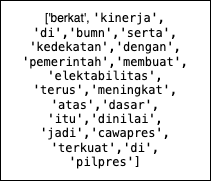 ['berkat', 'kinerja',
'di','bumn','serta',
'kedekatan','dengan',
'pemerintah','membuat',
'elektabilitas',
'terus','meningkat',
'atas','dasar',
'itu','dinilai',
'jadi','cawapres',
'terkuat','di',
'pilpres']